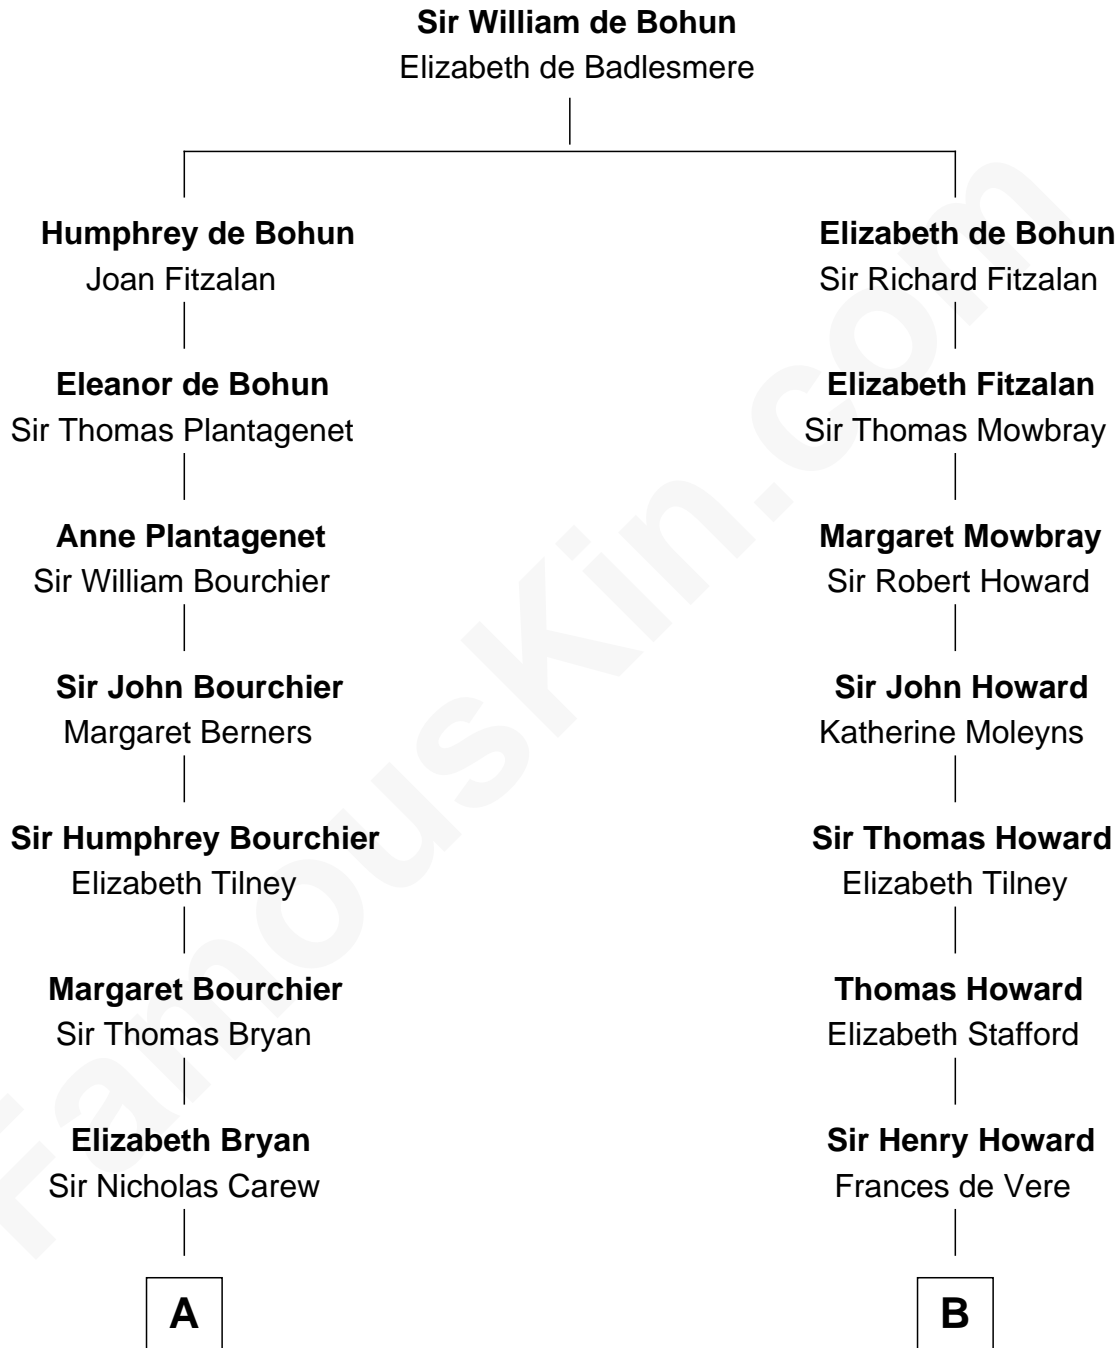 Sir William de Bohun
Elizabeth de Badlesmere
Humphrey de Bohun
Joan Fitzalan
Elizabeth de Bohun
Sir Richard Fitzalan
Eleanor de Bohun
Sir Thomas Plantagenet
Elizabeth Fitzalan
Sir Thomas Mowbray
Anne Plantagenet
Sir William Bourchier
Margaret Mowbray
Sir Robert Howard
Sir John Bourchier
Margaret Berners
Sir John Howard
Katherine Moleyns
Sir Humphrey Bourchier
Elizabeth Tilney
Sir Thomas Howard
Elizabeth Tilney
Margaret Bourchier
Sir Thomas Bryan
Thomas Howard
Elizabeth Stafford
Elizabeth Bryan
Sir Nicholas Carew
Sir Henry Howard
Frances de Vere
A
B
FamousKin.com